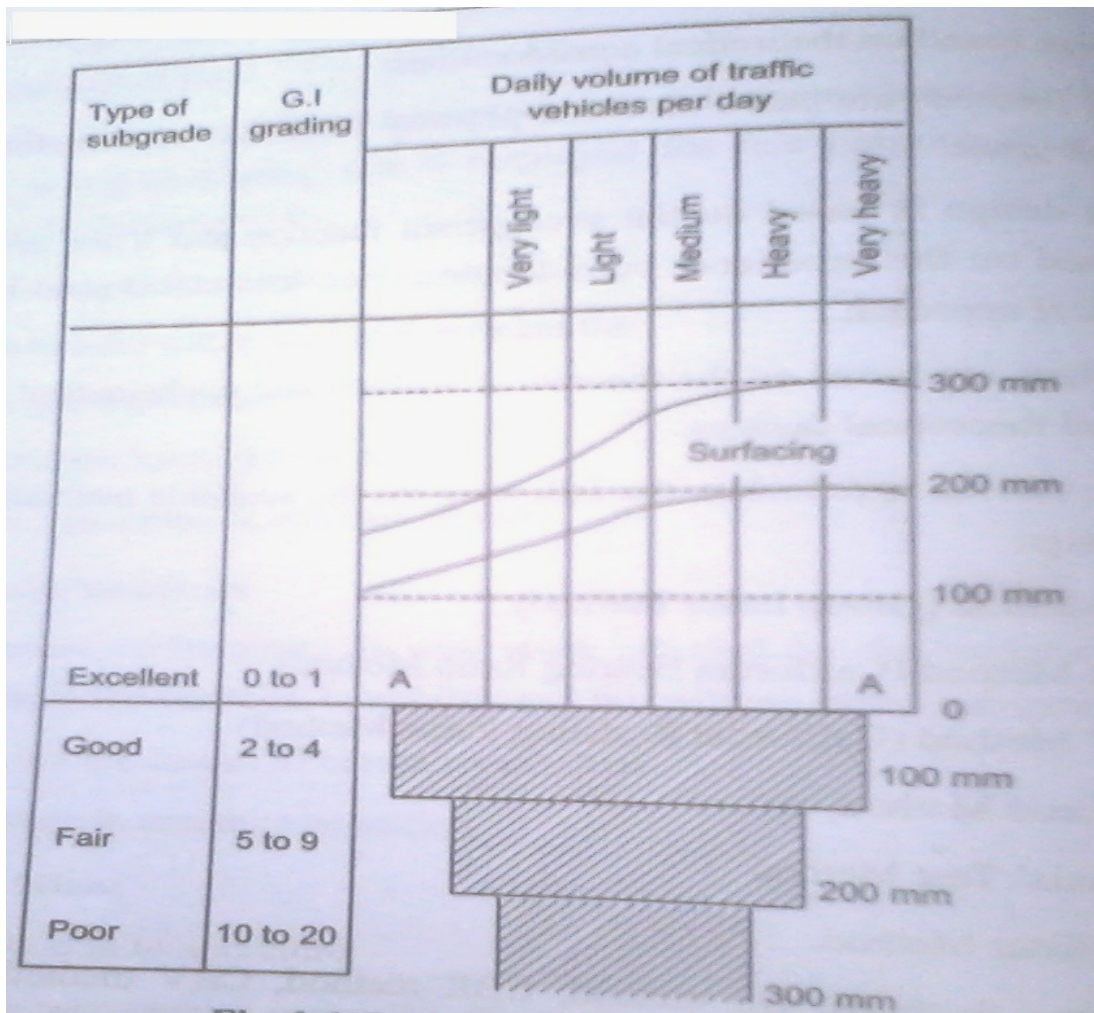 Type of
subgrade
G.I
grading
Daily volume of traffic
vehicles per day
Very light
Light
Medium
Heavy
Very heavy
300 mm
Surfacing
200 mm
100 mm
Excellent 0 to 1 A A
0
Good 2 to 4
100 mm
Fair 5 to 9
200 mm
Poor 10 to 20
300 mm